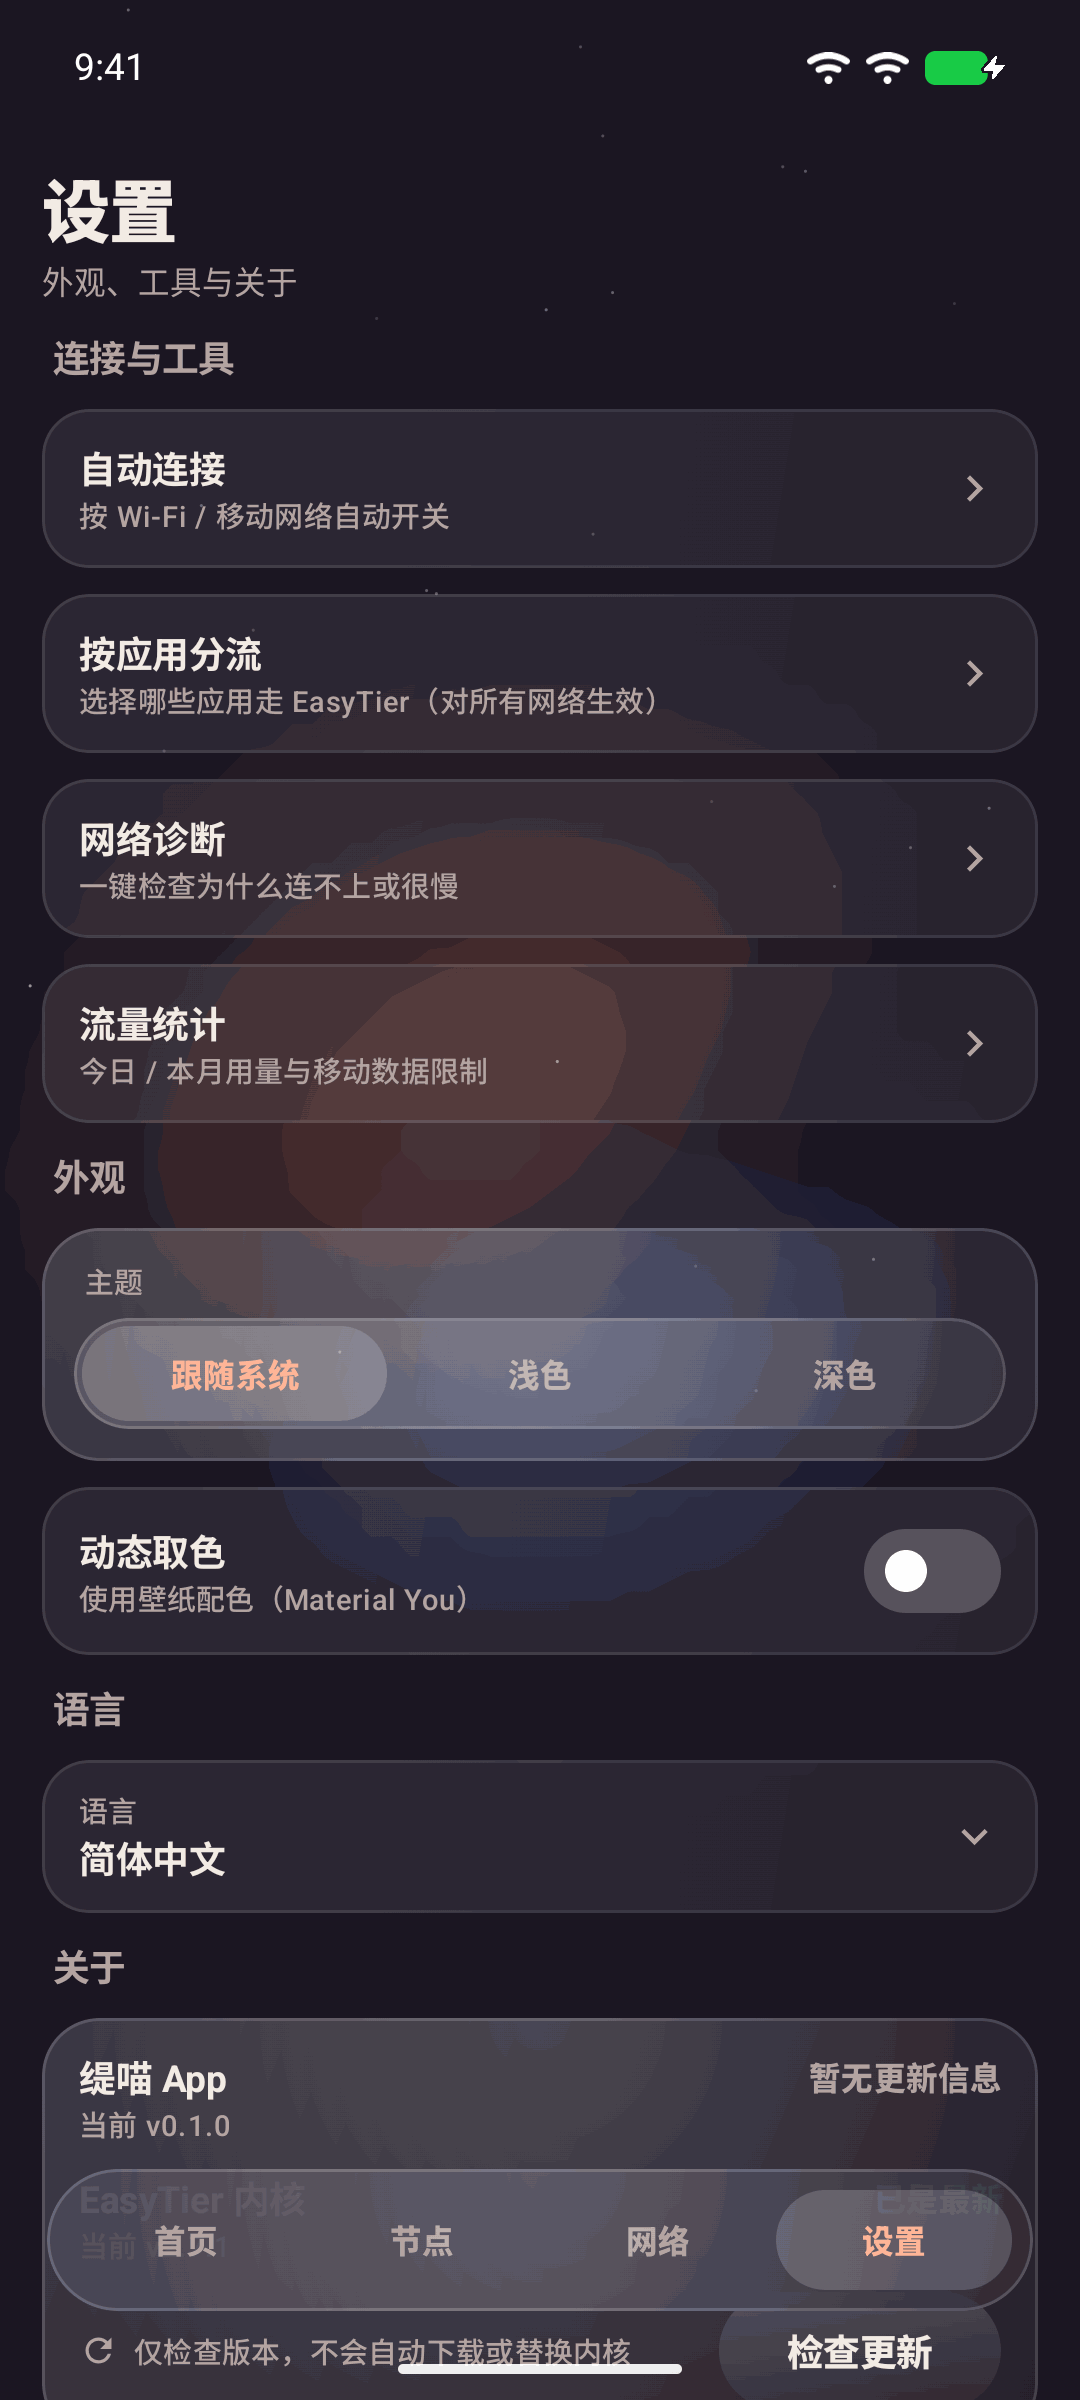 9:41
设置
外观、工具与关于
连接与工具
自动连接
按 Wi-Fi / 移动网络自动开关
按应用分流
选择哪些应用走 EasyTier（对所有网络生效）
网络诊断
一键检查为什么连不上或很慢
流量统计
今日 / 本月用量与移动数据限制
外观
主题
跟随系统 浅色 深色
动态取色
使用壁纸配色（Material You）
语言
语言
简体中文
关于
缇喵 App 暂无更新信息
当前 v0.1.0
EasyTier 内核 已是最新
当前
首页 节点 网络 设置
仅检查版本，不会自动下载或替换内核 检查更新